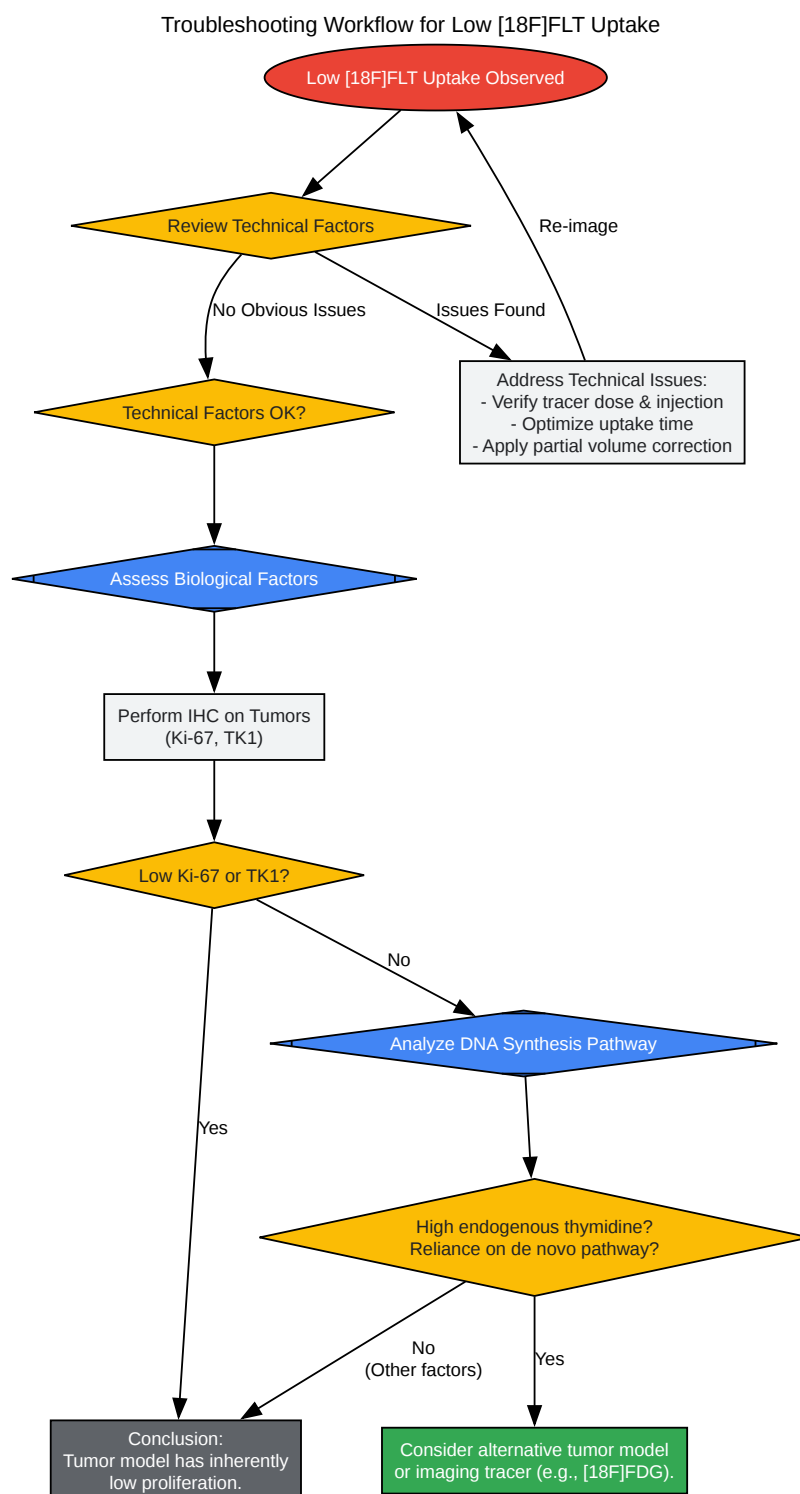 Troubleshooting Workflow for Low [18F]FLT Uptake
Low [18F]FLT Uptake Observed
Review Technical Factors
Re-image
No Obvious Issues
Issues Found
Address Technical Issues:
- Verify tracer dose & injection
- Optimize uptake time
- Apply partial volume correction
Technical Factors OK?
Assess Biological Factors
Perform IHC on Tumors
(Ki-67, TK1)
Low Ki-67 or TK1?
No
Analyze DNA Synthesis Pathway
Yes
High endogenous thymidine?
Reliance on de novo pathway?
No
(Other factors)
Yes
Conclusion:
Tumor model has inherently
low proliferation.
Consider alternative tumor model
or imaging tracer (e.g., [18F]FDG).